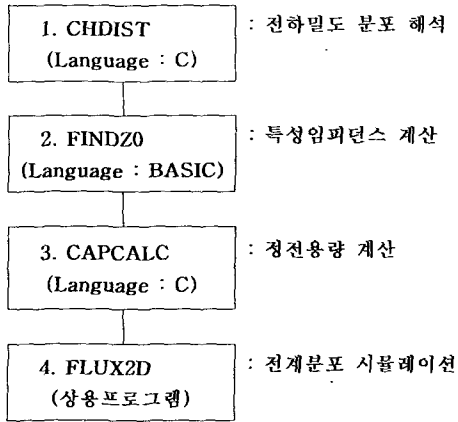 1. CHDIST : 전하밀도 분포 해석
(Language : C)
2. FINDZ0 : 특성임피던스 계산
(Language : BASIC)
3. CAPCALC : 정전용량 계산
(Language : C)
4. FLUX2D : 전계분포 시뮬레이션
(상용프로그램)